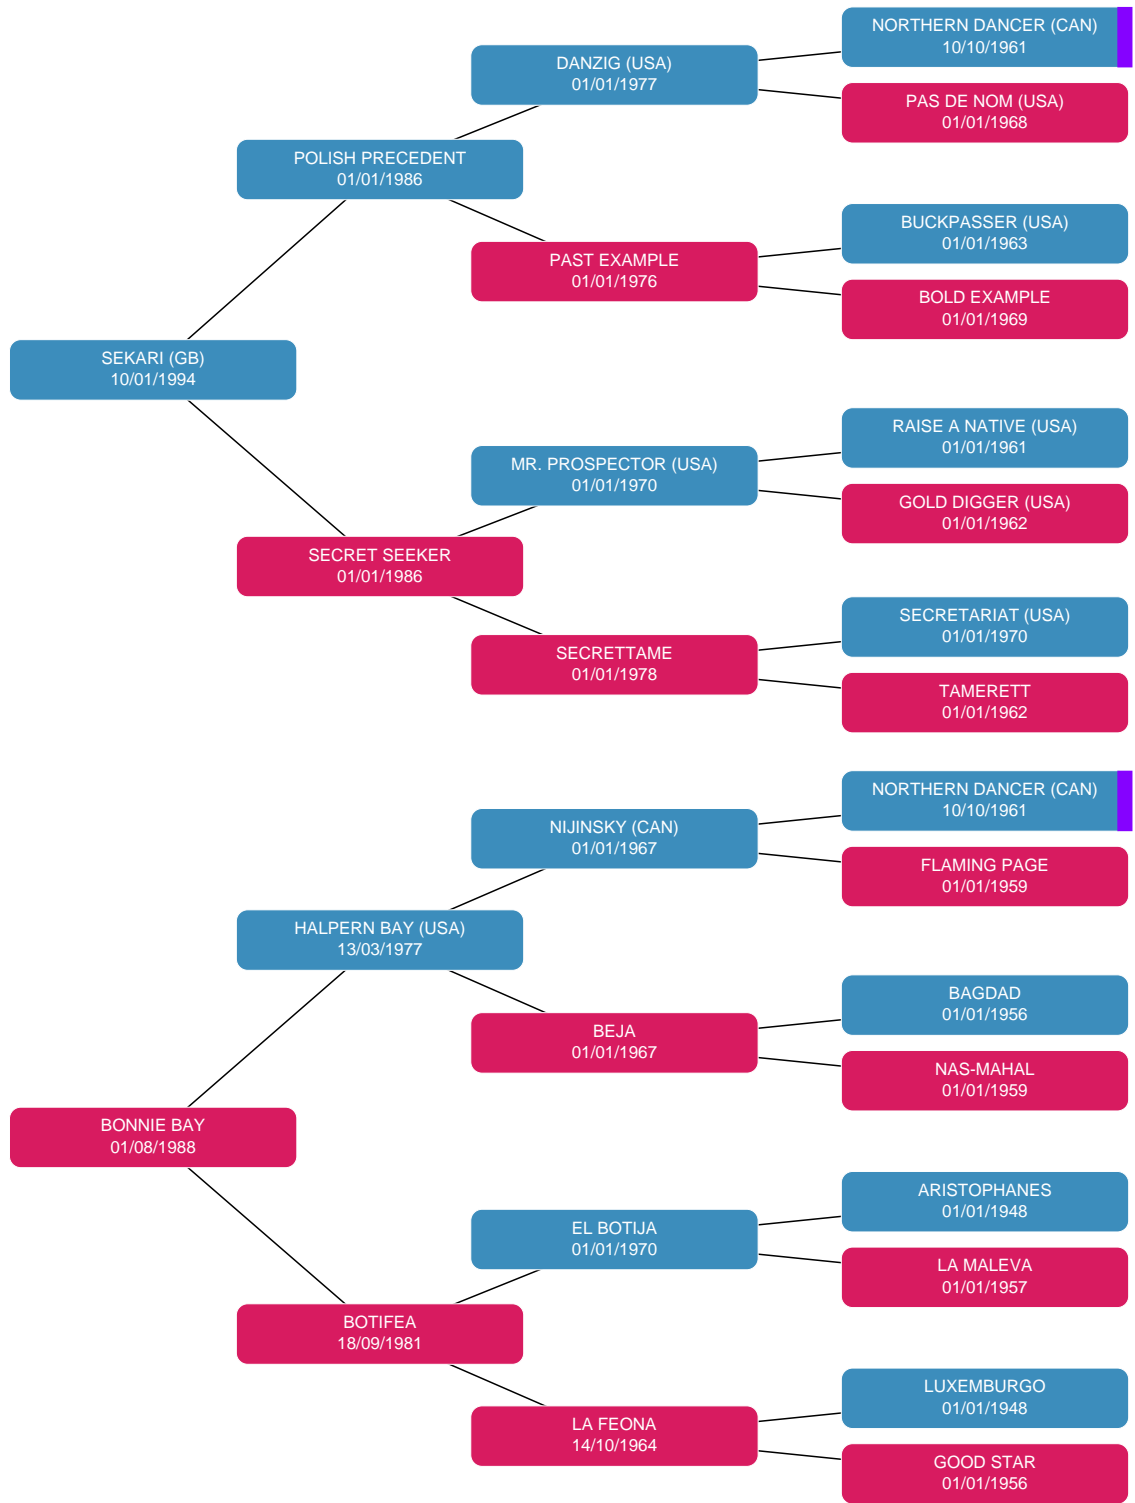 NORTHERN DANCER (CAN)
10/10/1961
DANZIG (USA)
01/01/1977
PAS DE NOM (USA)
01/01/1968
POLISH PRECEDENT
01/01/1986
BUCKPASSER (USA)
01/01/1963
PAST EXAMPLE
01/01/1976
BOLD EXAMPLE
01/01/1969
SEKARI (GB)
10/01/1994
RAISE A NATIVE (USA)
01/01/1961
MR. PROSPECTOR (USA)
01/01/1970
GOLD DIGGER (USA)
01/01/1962
SECRET SEEKER
01/01/1986
SECRETARIAT (USA)
01/01/1970
SECRETTAME
01/01/1978
TAMERETT
01/01/1962
NORTHERN DANCER (CAN)
10/10/1961
NIJINSKY (CAN)
01/01/1967
FLAMING PAGE
01/01/1959
HALPERN BAY (USA)
13/03/1977
BAGDAD
01/01/1956
BEJA
01/01/1967
NAS-MAHAL
01/01/1959
BONNIE BAY
01/08/1988
ARISTOPHANES
01/01/1948
EL BOTIJA
01/01/1970
LA MALEVA
01/01/1957
BOTIFEA
18/09/1981
LUXEMBURGO
01/01/1948
LA FEONA
14/10/1964
GOOD STAR
01/01/1956